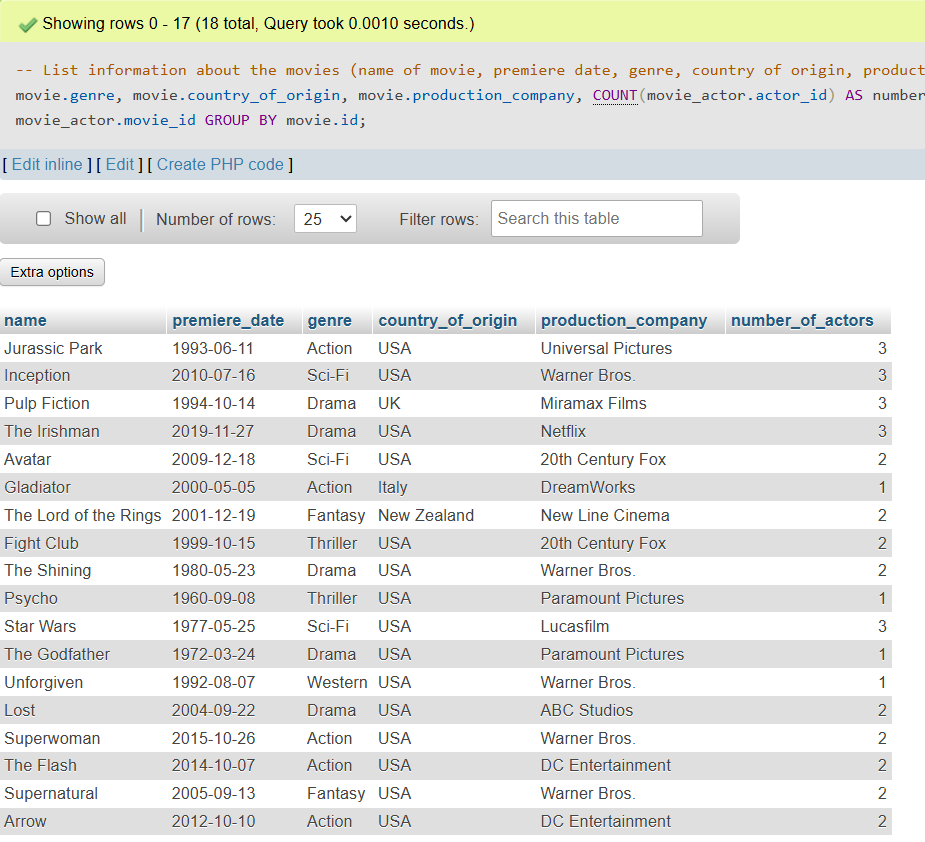 Showing rows 0 - 17 (18 total, Query took 0.0010 seconds.)
-- List information about the movies (name of movie, premiere date, genre, country of origin, product
movie.genre, movie.country_of_origin, movie.production_company, COUNT(movie_actor.actor_id) AS number
movie_actor.movie_id GROUP BY movie.id;
[ Edit inline ] [ Edit ] [ Create PHP code ]
Show all | Number of rows: 25 Filter rows: Search this table
Extra options
name premiere_date genre country_of_origin production_company number_of_actors
Jurassic Park 1993-06-11 Action USA Universal Pictures 3
Inception 2010-07-16 Sci-Fi USA Warner Bros. 3
Pulp Fiction 1994-10-14 Drama UK Miramax Films 3
The Irishman 2019-11-27 Drama USA Netflix 3
Avatar 2009-12-18 Sci-Fi USA 20th Century Fox 2
Gladiator 2000-05-05 Action Italy DreamWorks 1
The Lord of the Rings 2001-12-19 Fantasy New Zealand New Line Cinema 2
Fight Club 1999-10-15 Thriller USA 20th Century Fox 2
The Shining 1980-05-23 Drama USA Warner Bros. 2
Psycho 1960-09-08 Thriller USA Paramount Pictures 1
Star Wars 1977-05-25 Sci-Fi USA Lucasfilm 3
The Godfather 1972-03-24 Drama USA Paramount Pictures 1
Unforgiven 1992-08-07 Western USA Warner Bros. 1
Lost 2004-09-22 Drama USA ABC Studios 2
Superwoman 2015-10-26 Action USA Warner Bros. 2
The Flash 2014-10-07 Action USA DC Entertainment 2
Supernatural 2005-09-13 Fantasy USA Warner Bros. 2
Arrow 2012-10-10 Action USA DC Entertainment 2